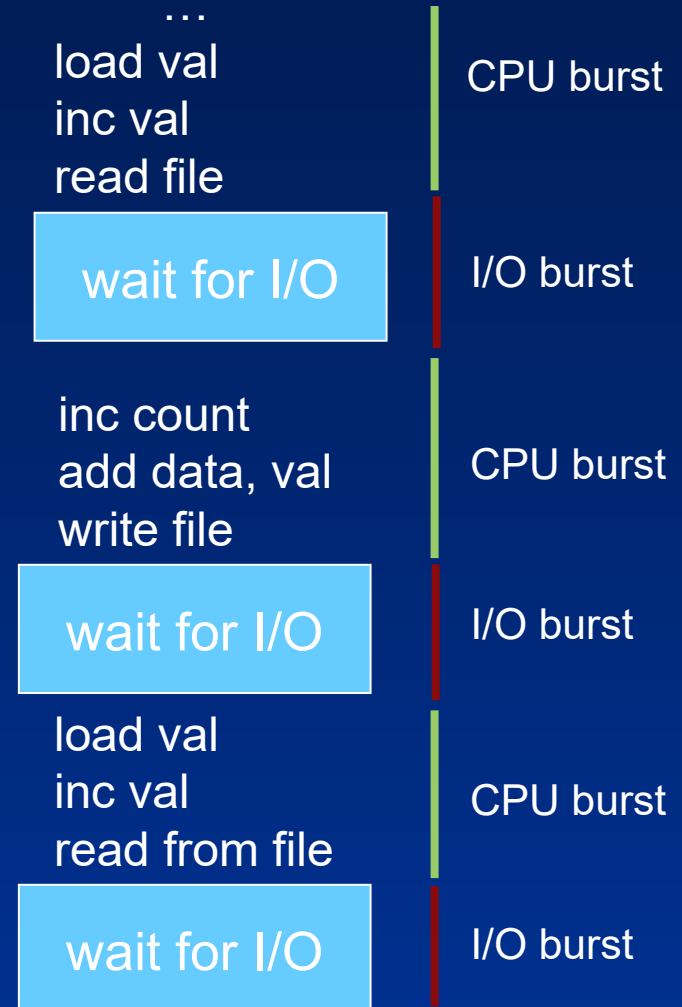 …
load val
inc val
read file
CPU burst
wait for I/O
I/O burst
inc count
add data, val
write file
CPU burst
wait for I/O
I/O burst
load val
inc val
read from file
CPU burst
wait for I/O
I/O burst